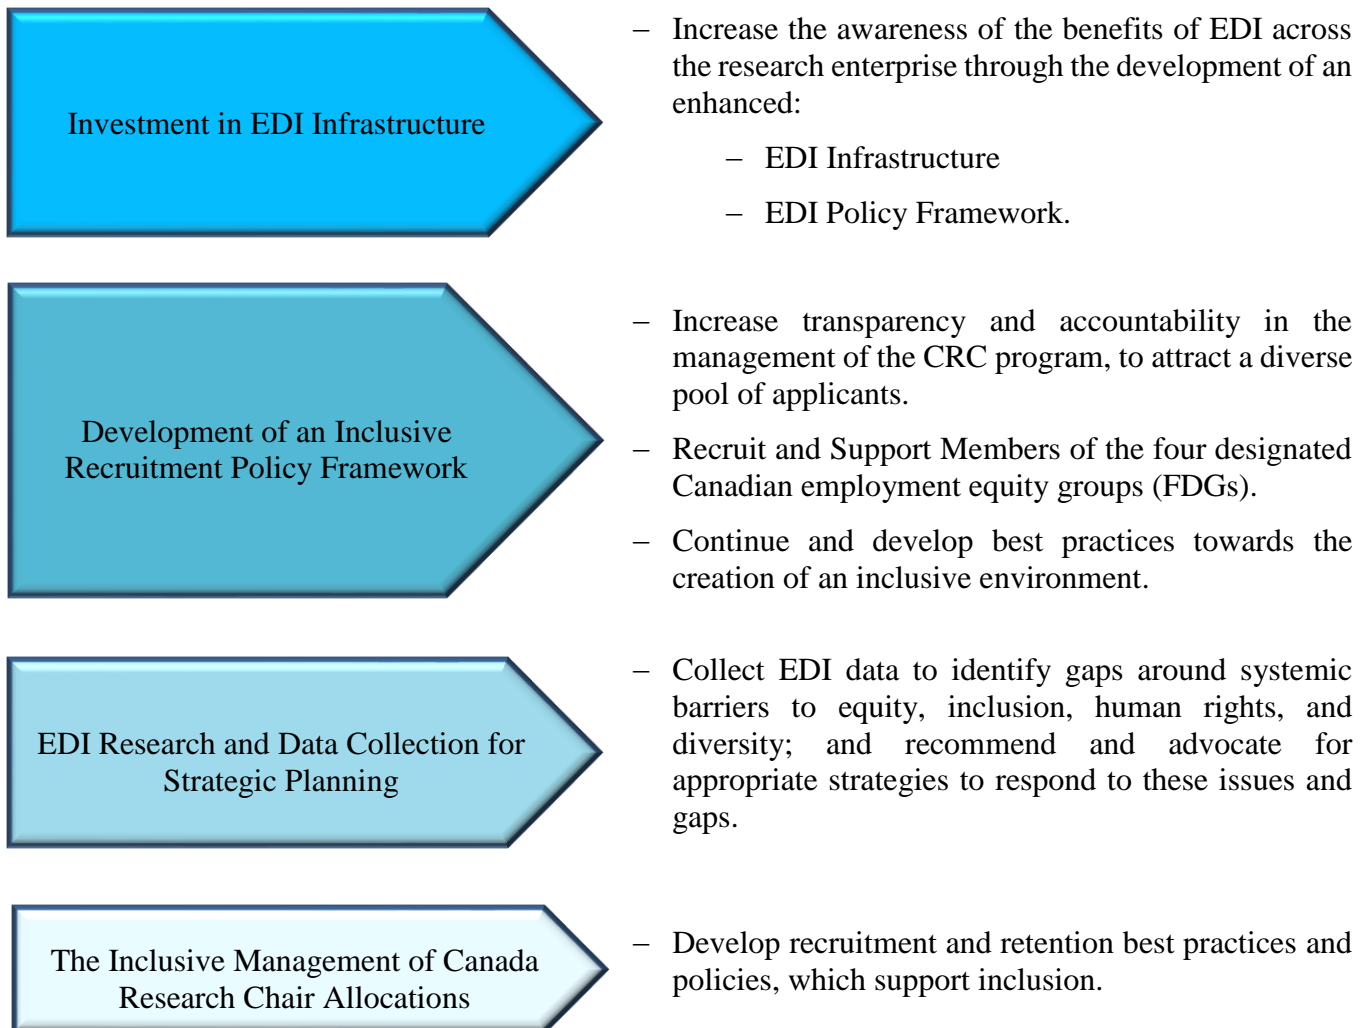 Investment in EDI Infrastructure
– Increase the awareness of the benefits of EDI across
the research enterprise through the development of an
enhanced:
– EDI Infrastructure
– EDI Policy Framework.
Development of an Inclusive
Recruitment Policy Framework
– Increase transparency and accountability in the
management of the CRC program, to attract a diverse
pool of applicants.
– Recruit and Support Members of the four designated
Canadian employment equity groups (FDGs).
– Continue and develop best practices towards the
creation of an inclusive environment.
EDI Research and Data Collection for
Strategic Planning
– Collect EDI data to identify gaps around systemic
barriers to equity, inclusion, human rights, and
diversity; and recommend and advocate for
appropriate strategies to respond to these issues and
gaps.
The Inclusive Management of Canada
Research Chair Allocations
– Develop recruitment and retention best practices and
policies, which support inclusion.